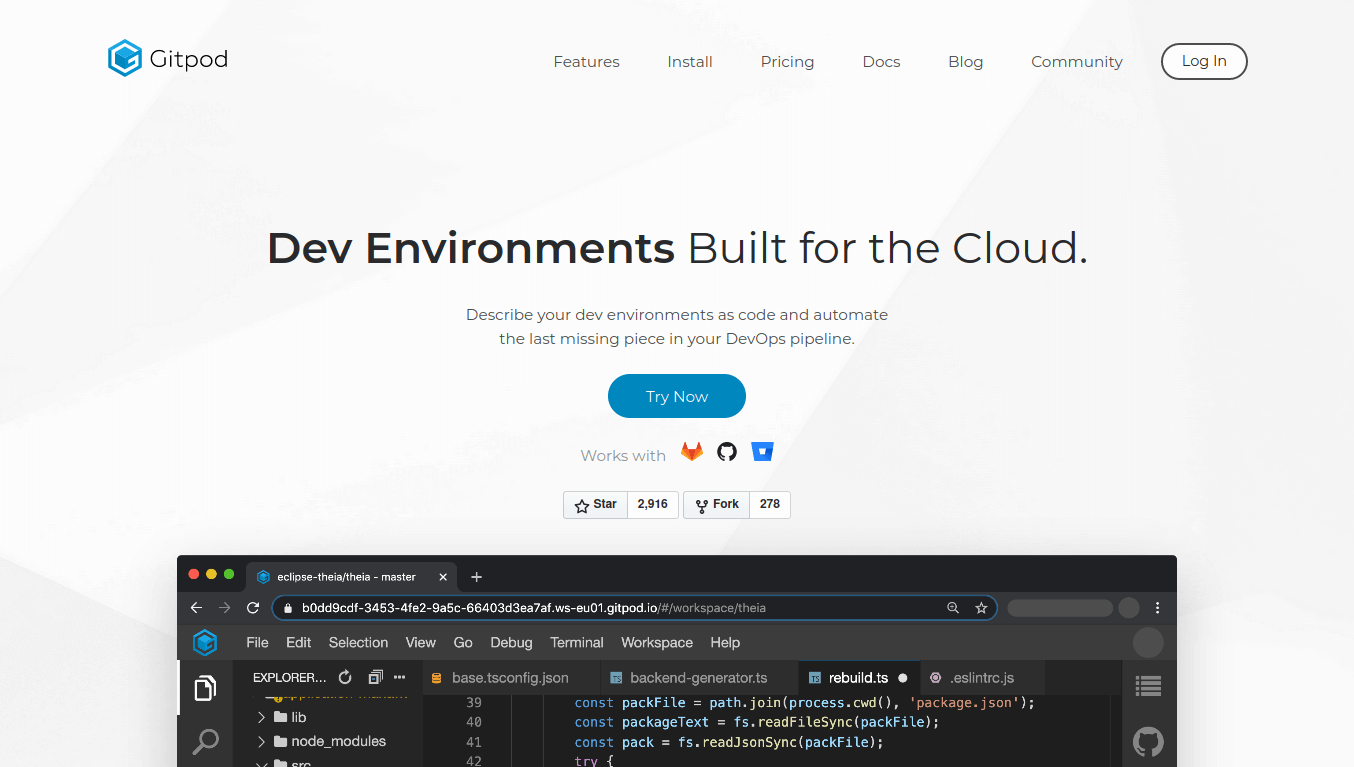 Gitpod
Features Install Pricing Docs Blog Community Log In
Dev Environments Built for the Cloud.
Describe your dev environments as code and automate
the last missing piece in your DevOps pipeline.
Try Now
Works with
Star 2,916 Fork 278
eclipse-theia/theia - master
b0dd9cdf-3453-4fe2-9a5c-66403d3ea7af.ws-eu01.gitpod.io/#/workspace/theia
File Edit Selection View Go Debug Terminal Workspace Help
EXPLORER... base.tsconfig.json TS backend-generator.ts TS rebuild.ts .eslintrc.js
39 const packFile = path.join(process.cwd(), 'package.json');
lib
40 const packageText = fs.readFileSync(packFile);
node_modules
41 const pack = fs.readJsonSync(packFile);
src
42 try {